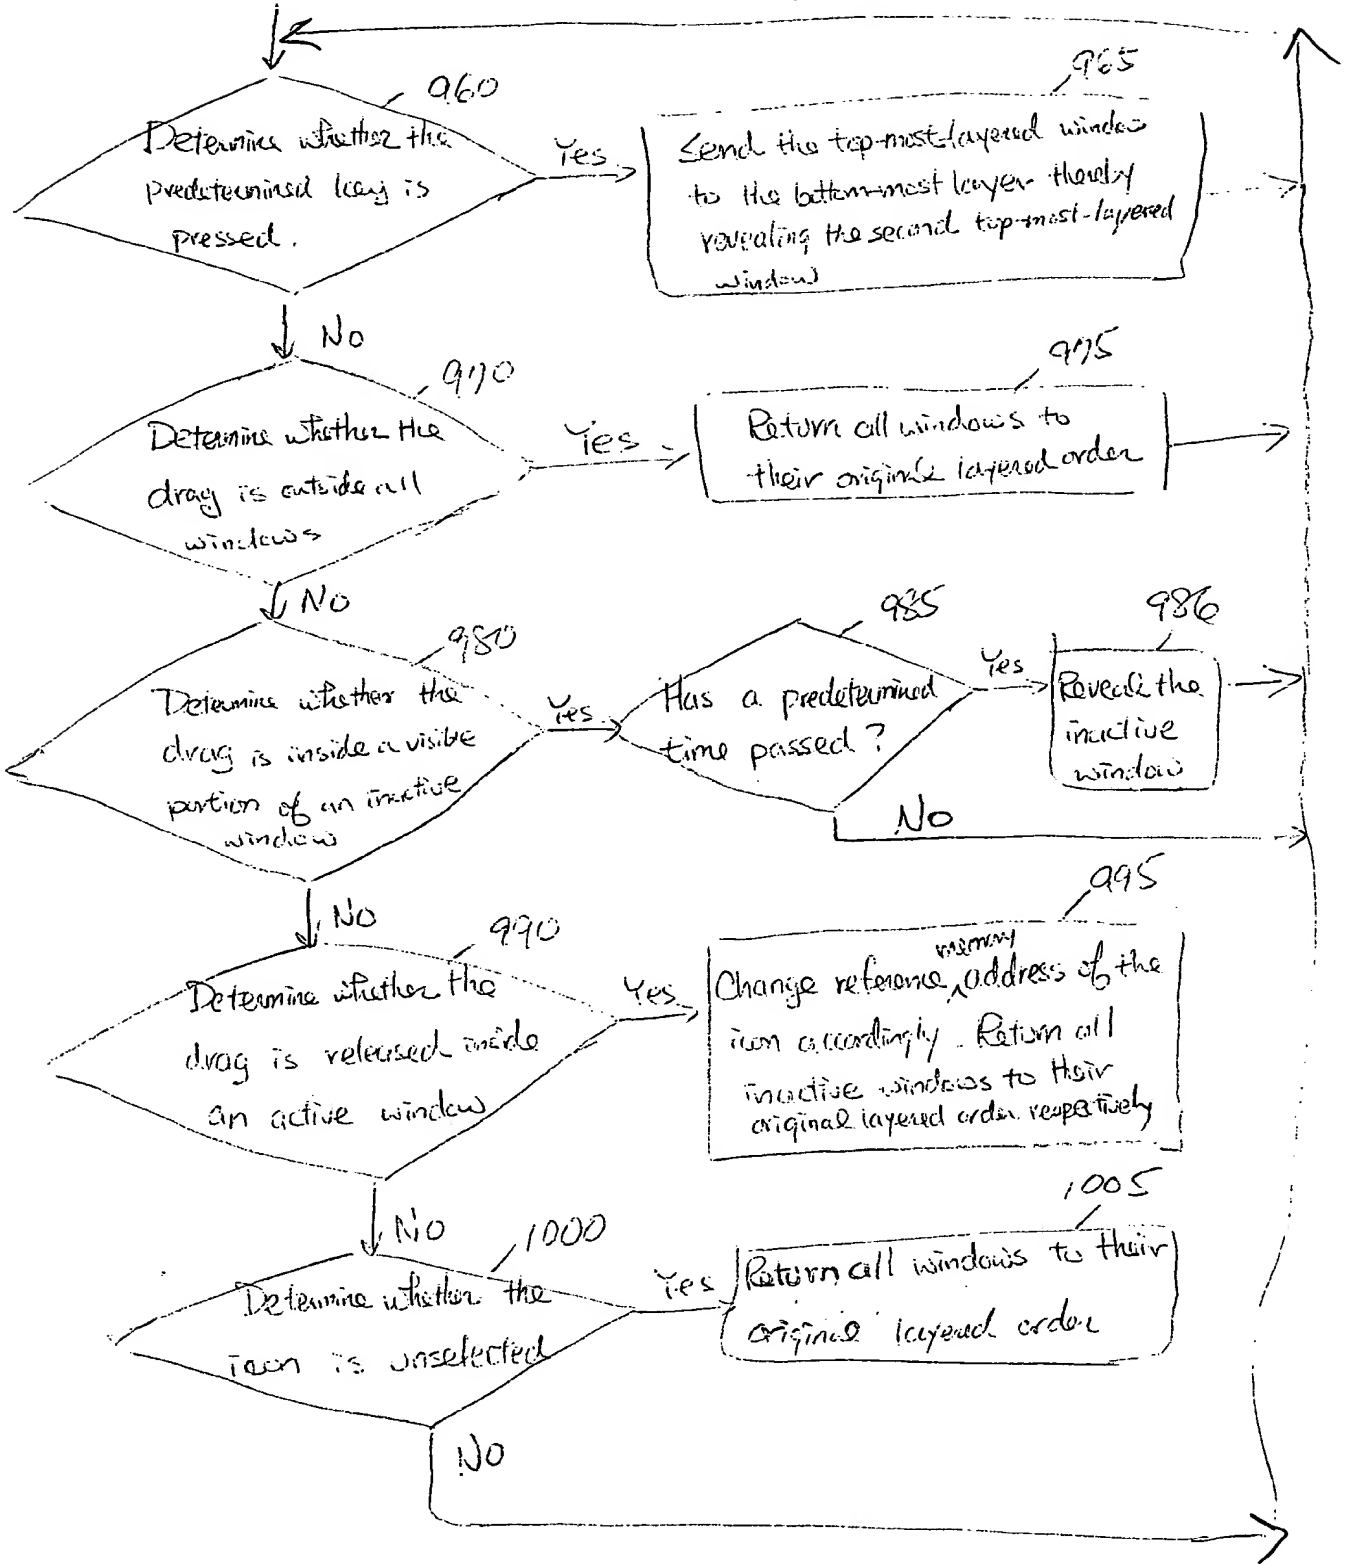 960
Determine whether the
predetermined key is
pressed.
Yes
965
Send the top-most-layered window
to the bottom-most layer thereby
revealing the second top-most-layered
window
No
970
Determine whether the
drag is outside all
windows
Yes
975
Return all windows to
their original layered order
No
980
Determine whether the
drag is inside a visible
portion of an inactive
window
Yes
985
Has a predetermined
time passed?
Yes
986
Reveal the
inactive
window
No
No
990
Determine whether the
drag is released inside
an active window
Yes
995
Change reference memory address of the
icon accordingly. Return all
inactive windows to their
original layered order respectively
No
1000
Determine whether the
icon is unselected
Yes
1005
Return all windows to their
original layered order
No